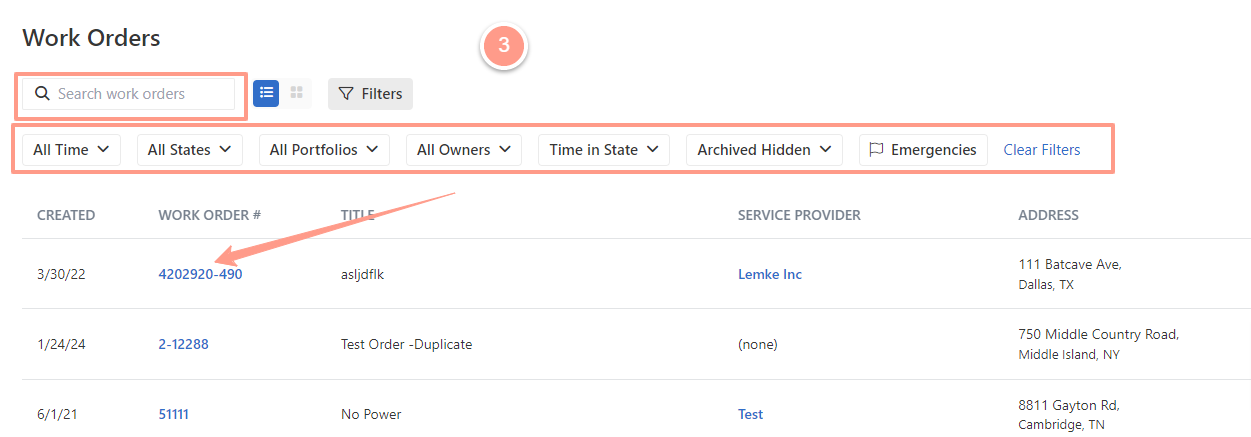 Work Orders
3
Search work orders
Filters
All Time
All States
All Portfolios
All Owners
Time in State
Archived Hidden
Emergencies
Clear Filters
CREATED WORK ORDER # TITLE SERVICE PROVIDER ADDRESS
3/30/22 4202920-490 asljdflk Lemke Inc 111 Batcave Ave,
Dallas, TX
1/24/24 2-12288 Test Order -Duplicate (none) 750 Middle Country Road,
Middle Island, NY
6/1/21 51111 No Power Test 8811 Gayton Rd,
Cambridge, TN